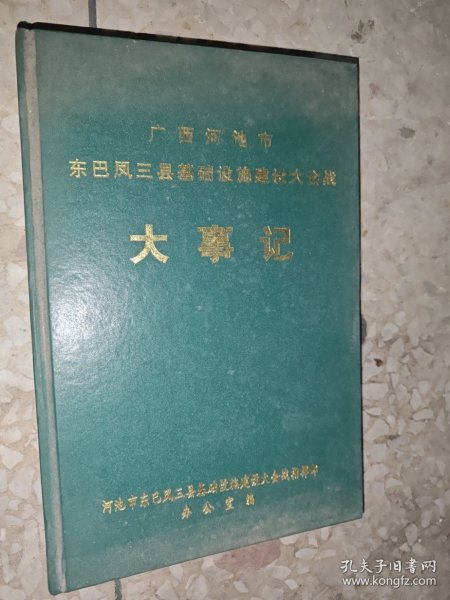 广西河池市
东巴凤三县基础设施建设大会战
大事记
河池市东巴凤三县基础设施建设大会战指挥部
办公室编
孔夫子旧书网
www.kongfz.com